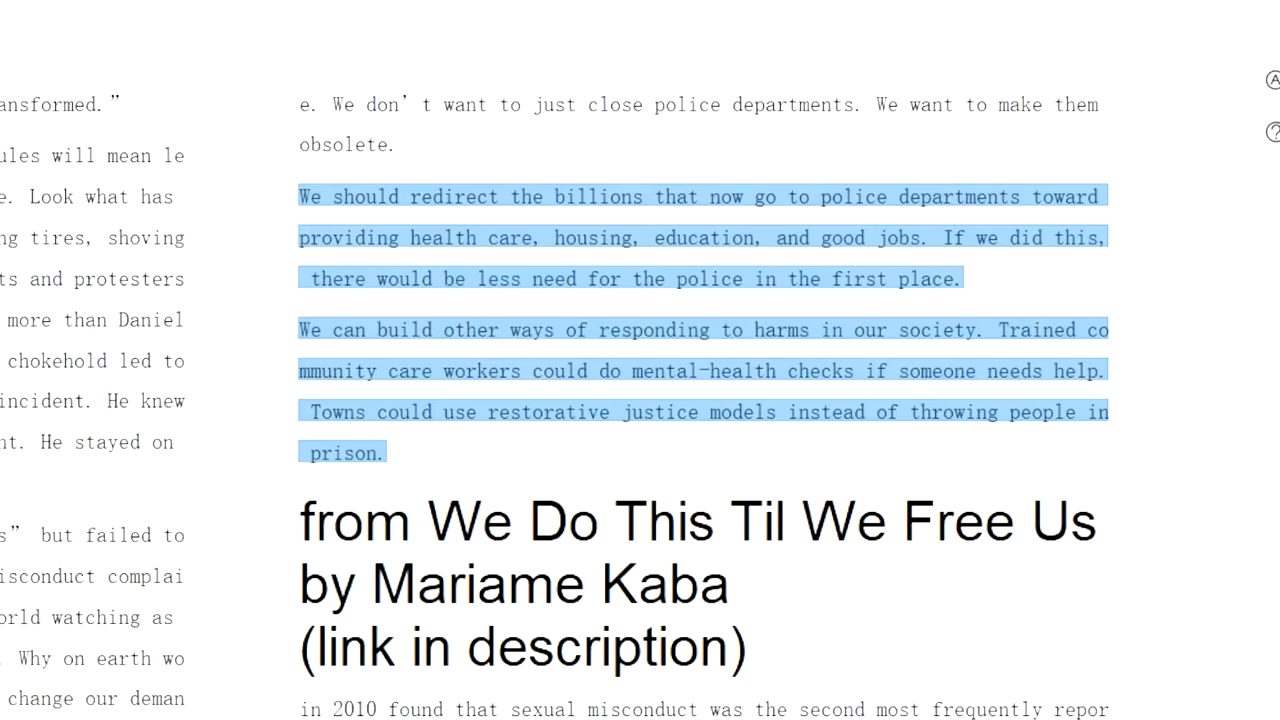 ansformed.”
ules will mean le
e. Look what has
ng tires, shoving
ts and protesters
more than Daniel
chokehold led to
incident. He knew
nt. He stayed on
s” but failed to
isconduct complai
orld watching as
. Why on earth wo
change our deman
e. We don’t want to just close police departments. We want to make them
obsolete.
We should redirect the billions that now go to police departments toward
providing health care, housing, education, and good jobs. If we did this,
there would be less need for the police in the first place.
We can build other ways of responding to harms in our society. Trained co
mmunity care workers could do mental-health checks if someone needs help.
Towns could use restorative justice models instead of throwing people in
prison.
from We Do This Til We Free Us
by Mariame Kaba
(link in description)
in 2010 found that sexual misconduct was the second most frequently repor
A
?